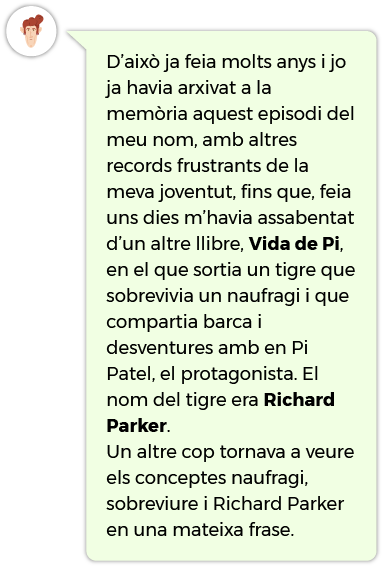 D’això ja feia molts anys i jo
ja havia arxivat a la
memòria aquest episodi del
meu nom, amb altres
records frustrants de la
meva joventut, fins que, feia
uns dies m’havia assabentat
d’un altre llibre, Vida de Pi,
en el que sortia un tigre que
sobrevivia un naufragi i que
compartia barca i
desventures amb en Pi
Patel, el protagonista. El
nom del tigre era Richard
Parker.
Un altre cop tornava a veure
els conceptes naufragi,
sobreviure i Richard Parker
en una mateixa frase.